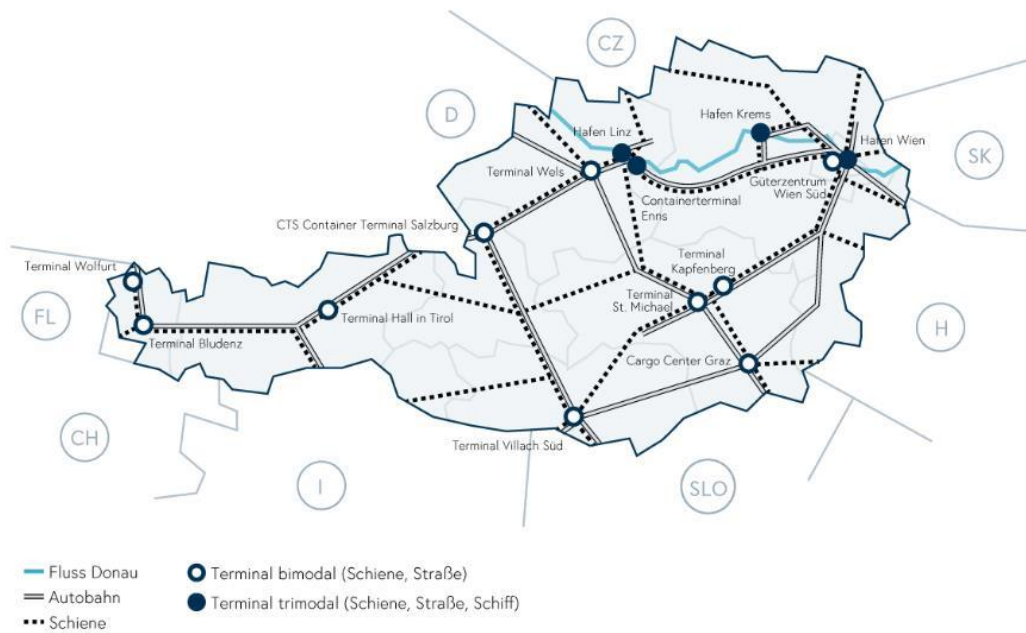 CZ
D
Hafen Krems
Hafen Linz
Hafen Wien
SK
Terminal Wels
Güterzentrum
Wien Süd
Containerterminal
Enns
CTS Container Terminal Salzburg
Terminal
Kapfenberg
Terminal Wolfurt
Terminal
St. Michael
FL
Terminal Hall in Tirol
H
Terminal Bludenz
Cargo Center Graz
CH
Terminal Villach Süd
I
SLO
Fluss Donau
Autobahn
Schiene
Terminal bimodal (Schiene, Straße)
Terminal trimodal (Schiene, Straße, Schiff)